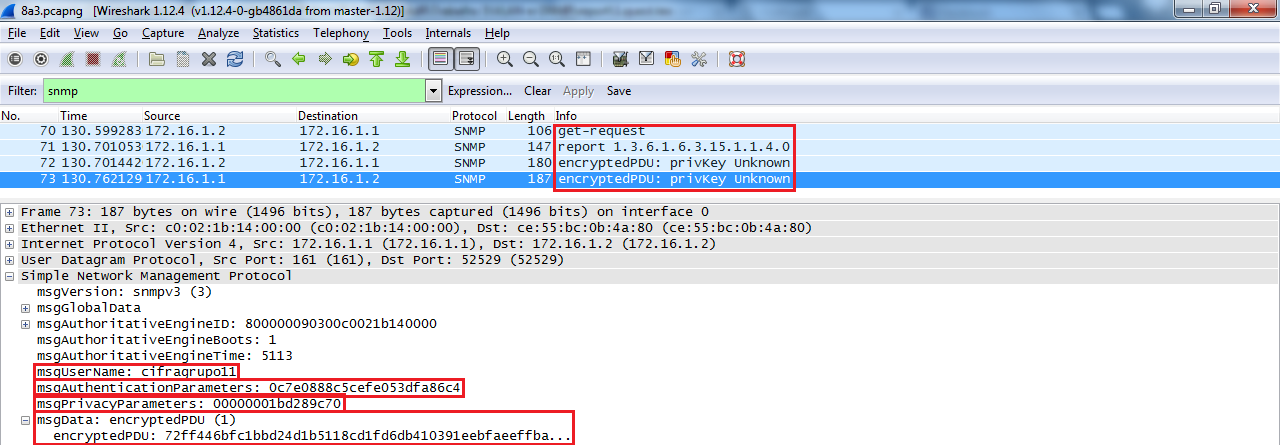 8a3.pcapng [Wireshark 1.12.4 (v1.12.4-0-gb4861da from master-1.12)]
File Edit View Go Capture Analyze Statistics Telephony Tools Internals Help
Filter: snmp Expression... Clear Apply Save
No. Time Source Destination Protocol Length Info
70 130.599283 172.16.1.2 172.16.1.1 SNMP 106 get-request
71 130.701053 172.16.1.1 172.16.1.2 SNMP 147 report 1.3.6.1.6.3.15.1.1.4.0
72 130.701442 172.16.1.2 172.16.1.1 SNMP 180 encryptedPDU: privKey Unknown
73 130.762129 172.16.1.1 172.16.1.2 SNMP 187 encryptedPDU: privKey Unknown
Frame 73: 187 bytes on wire (1496 bits), 187 bytes captured (1496 bits) on interface 0
Ethernet II, Src: c0:02:1b:14:00:00 (c0:02:1b:14:00:00), Dst: ce:55:bc:0b:4a:80 (ce:55:bc:0b:4a:80)
Internet Protocol Version 4, Src: 172.16.1.1 (172.16.1.1), Dst: 172.16.1.2 (172.16.1.2)
User Datagram Protocol, Src Port: 161 (161), Dst Port: 52529 (52529)
Simple Network Management Protocol
msgVersion: snmpv3 (3)
msgGlobalData
msgAuthoritativeEngineID: 800000090300c0021b140000
msgAuthoritativeEngineBoots: 1
msgAuthoritativeEngineTime: 5113
msgUserName: cifragrupo11
msgAuthenticationParameters: 0c7e0888c5cefe053dfa86c4
msgPrivacyParameters: 00000001bd289c70
msgData: encryptedPDU (1)
encryptedPDU: 72ff446bfc1bbd24d1b5118cd1fd6db410391eebfaeeffba...